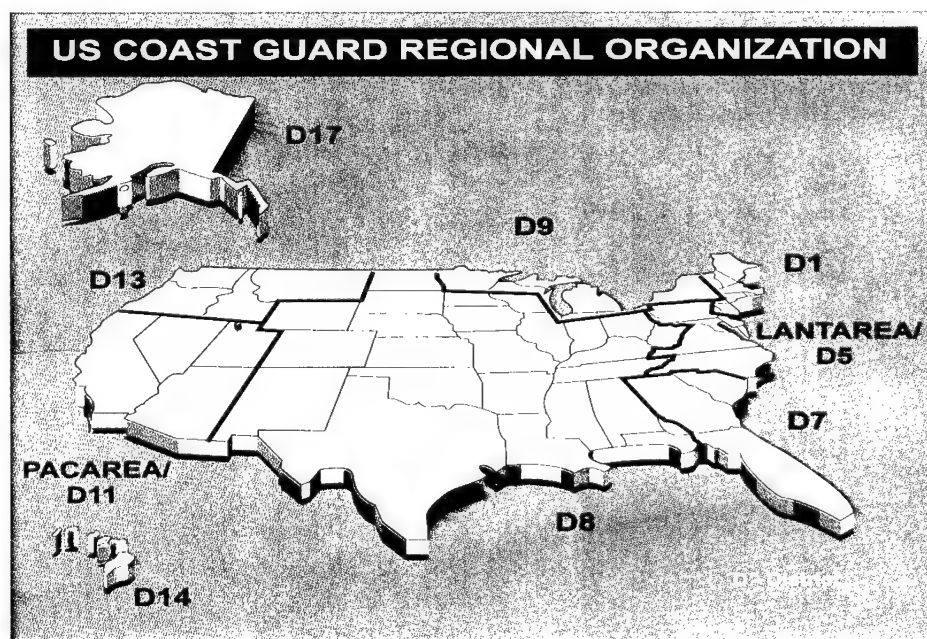 US COAST GUARD REGIONAL ORGANIZATION
D17
D9
D13
D1
LANTAREA/
D5
D7
PACAREA/
D11
D8
D14